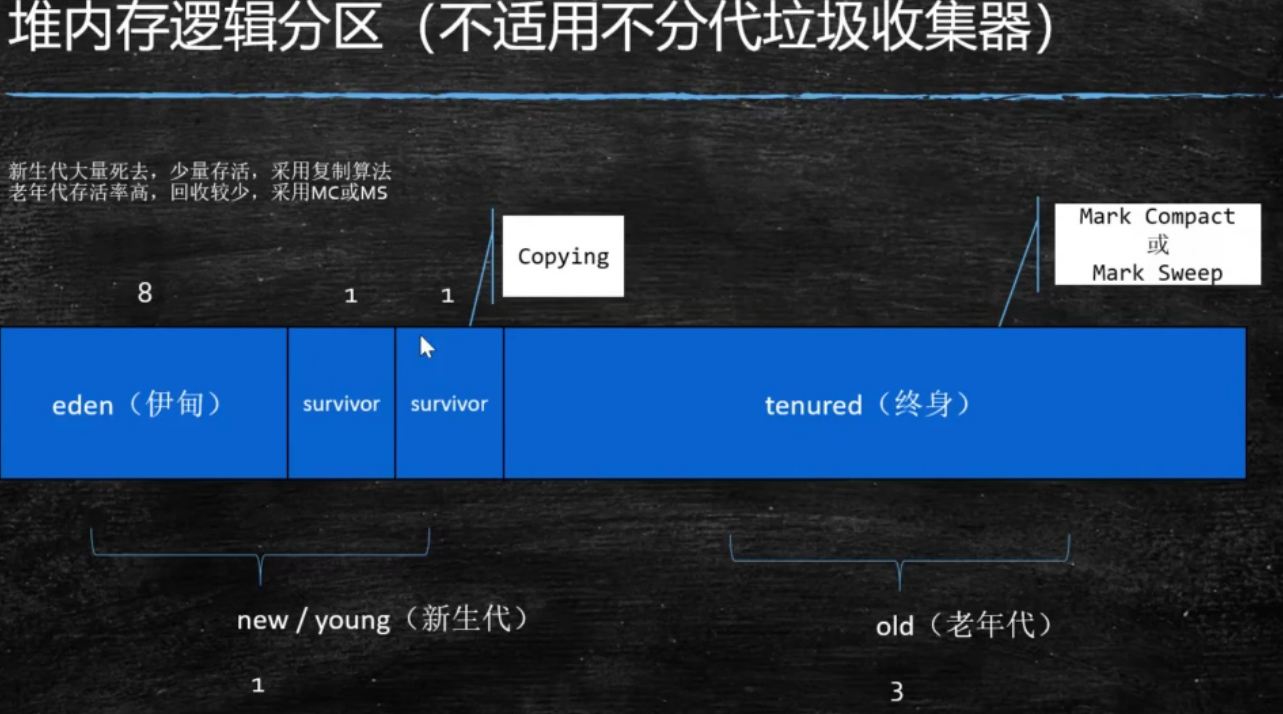 堆内存逻辑分区（不适用不分代垃圾收集器）
新生代大量死去，少量存活，采用复制算法
老年代存活率高，回收较少，采用MC或MS
Copying
Mark Compact
或
Mark Sweep
8
1
1
eden（伊甸）
survivor
survivor
tenured（终身）
new / young（新生代）
old（老年代）
1
3